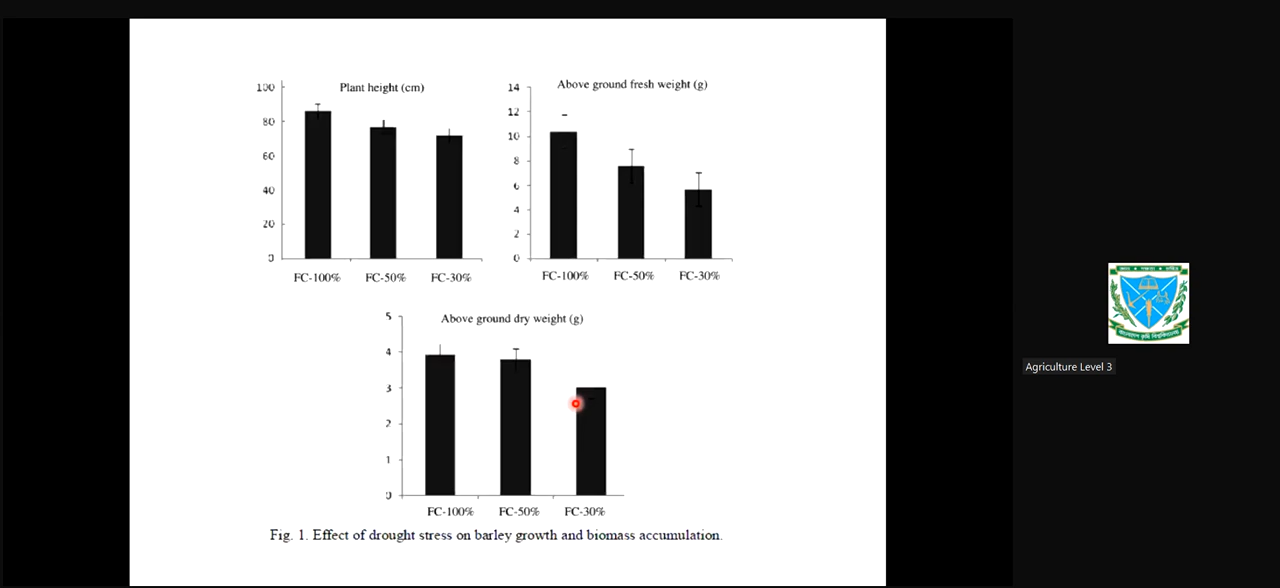 Plant height (cm)
100
80
60
40
20
0
FC-100% FC-50% FC-30%
Above ground fresh weight (g)
14
12
10
8
6
4
2
0
FC-100% FC-50% FC-30%
Above ground dry weight (g)
5
4
3
2
1
0
FC-100% FC-50% FC-30%
Fig. 1. Effect of drought stress on barley growth and biomass accumulation.
Agriculture Level 3